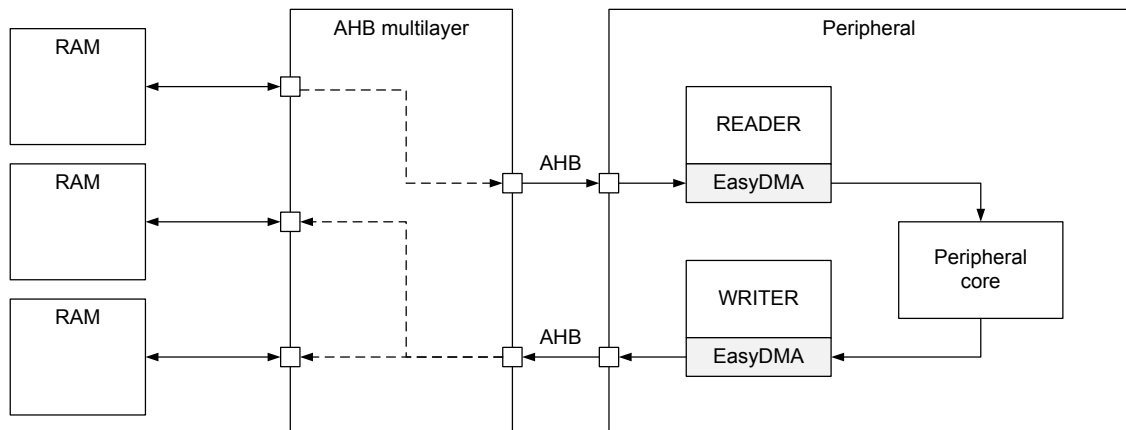 AHB multilayer
Peripheral
RAM
READER
AHB
EasyDMA
RAM
Peripheral
core
WRITER
RAM
AHB
EasyDMA